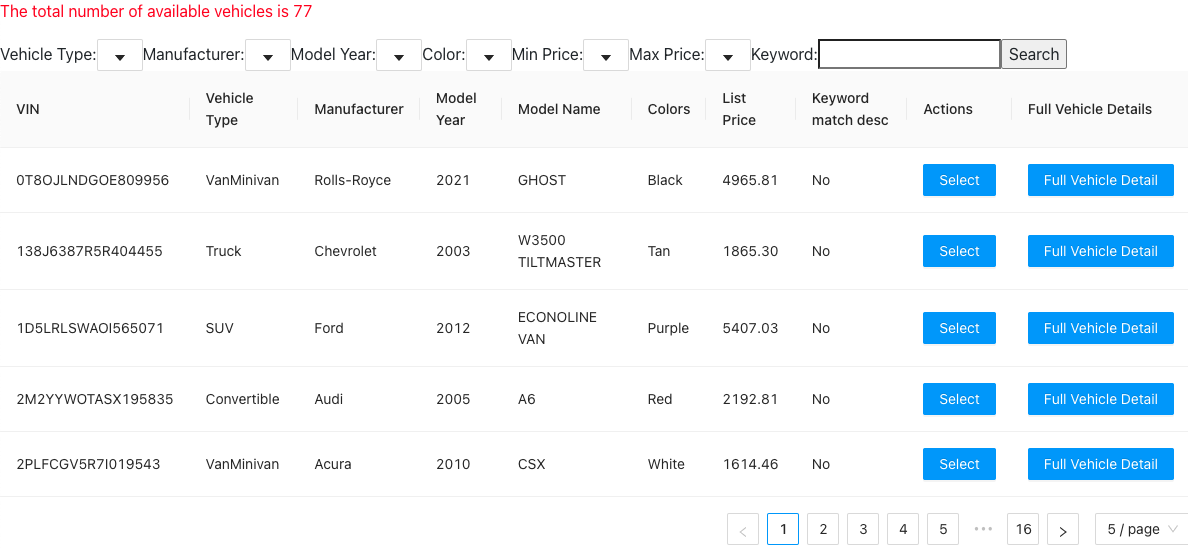 The total number of available vehicles is 77
Vehicle Type: Manufacturer: Model Year: Color: Min Price: Max Price: Keyword: Search
VIN Vehicle Type Manufacturer Model Year Model Name Colors List Price Keyword match desc Actions Full Vehicle Details
0T8OJLNDGOE809956 VanMinivan Rolls-Royce 2021 GHOST Black 4965.81 No Select Full Vehicle Detail
138J6387R5R404455 Truck Chevrolet 2003 W3500 TILTMASTER Tan 1865.30 No Select Full Vehicle Detail
1D5LRLSWAOI565071 SUV Ford 2012 ECONOLINE VAN Purple 5407.03 No Select Full Vehicle Detail
2M2YYWOTASX195835 Convertible Audi 2005 A6 Red 2192.81 No Select Full Vehicle Detail
2PLFCGV5R7I019543 VanMinivan Acura 2010 CSX White 1614.46 No Select Full Vehicle Detail
< 1 2 3 4 5 ••• 16 > 5 / page